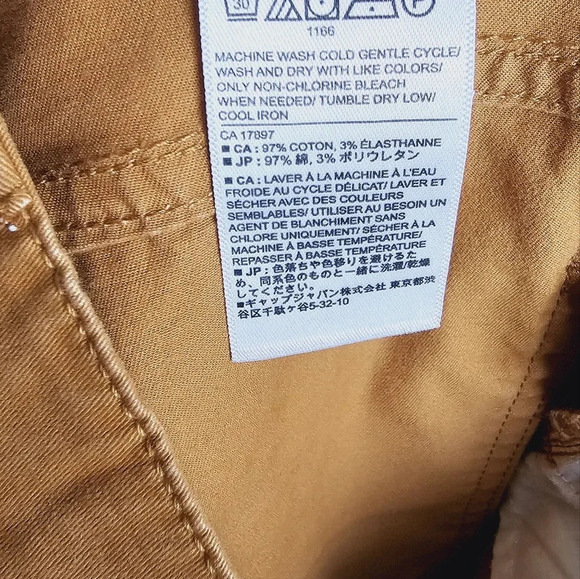 30
1166
MACHINE WASH COLD GENTLE CYCLE/
WASH AND DRY WITH LIKE COLORS/
ONLY NON-CHLORINE BLEACH
WHEN NEEDED/ TUMBLE DRY LOW/
COOL IRON
CA 17897
■ CA : 97% COTON, 3% ÉLASTHANNE
■ JP : 97% 綿, 3% ポリウレタン
■ CA : LAVER À LA MACHINE À L'EAU
FROIDE AU CYCLE DÉLICAT/ LAVER ET
SÉCHER AVEC DES COULEURS
SEMBLABLES/ UTILISER AU BESOIN UN
AGENT DE BLANCHIMENT SANS
CHLORE UNIQUEMENT/ SÉCHER À LA
MACHINE À BASSE TEMPÉRATURE/
REPASSER À BASSE TEMPÉRATURE
■ JP : 色落ちや色移りを避けるた
め、同系色のものと一緒に洗濯/乾燥
してください。
■ギャップジャパン株式会社 東京都渋
谷区千駄ヶ谷5-32-10